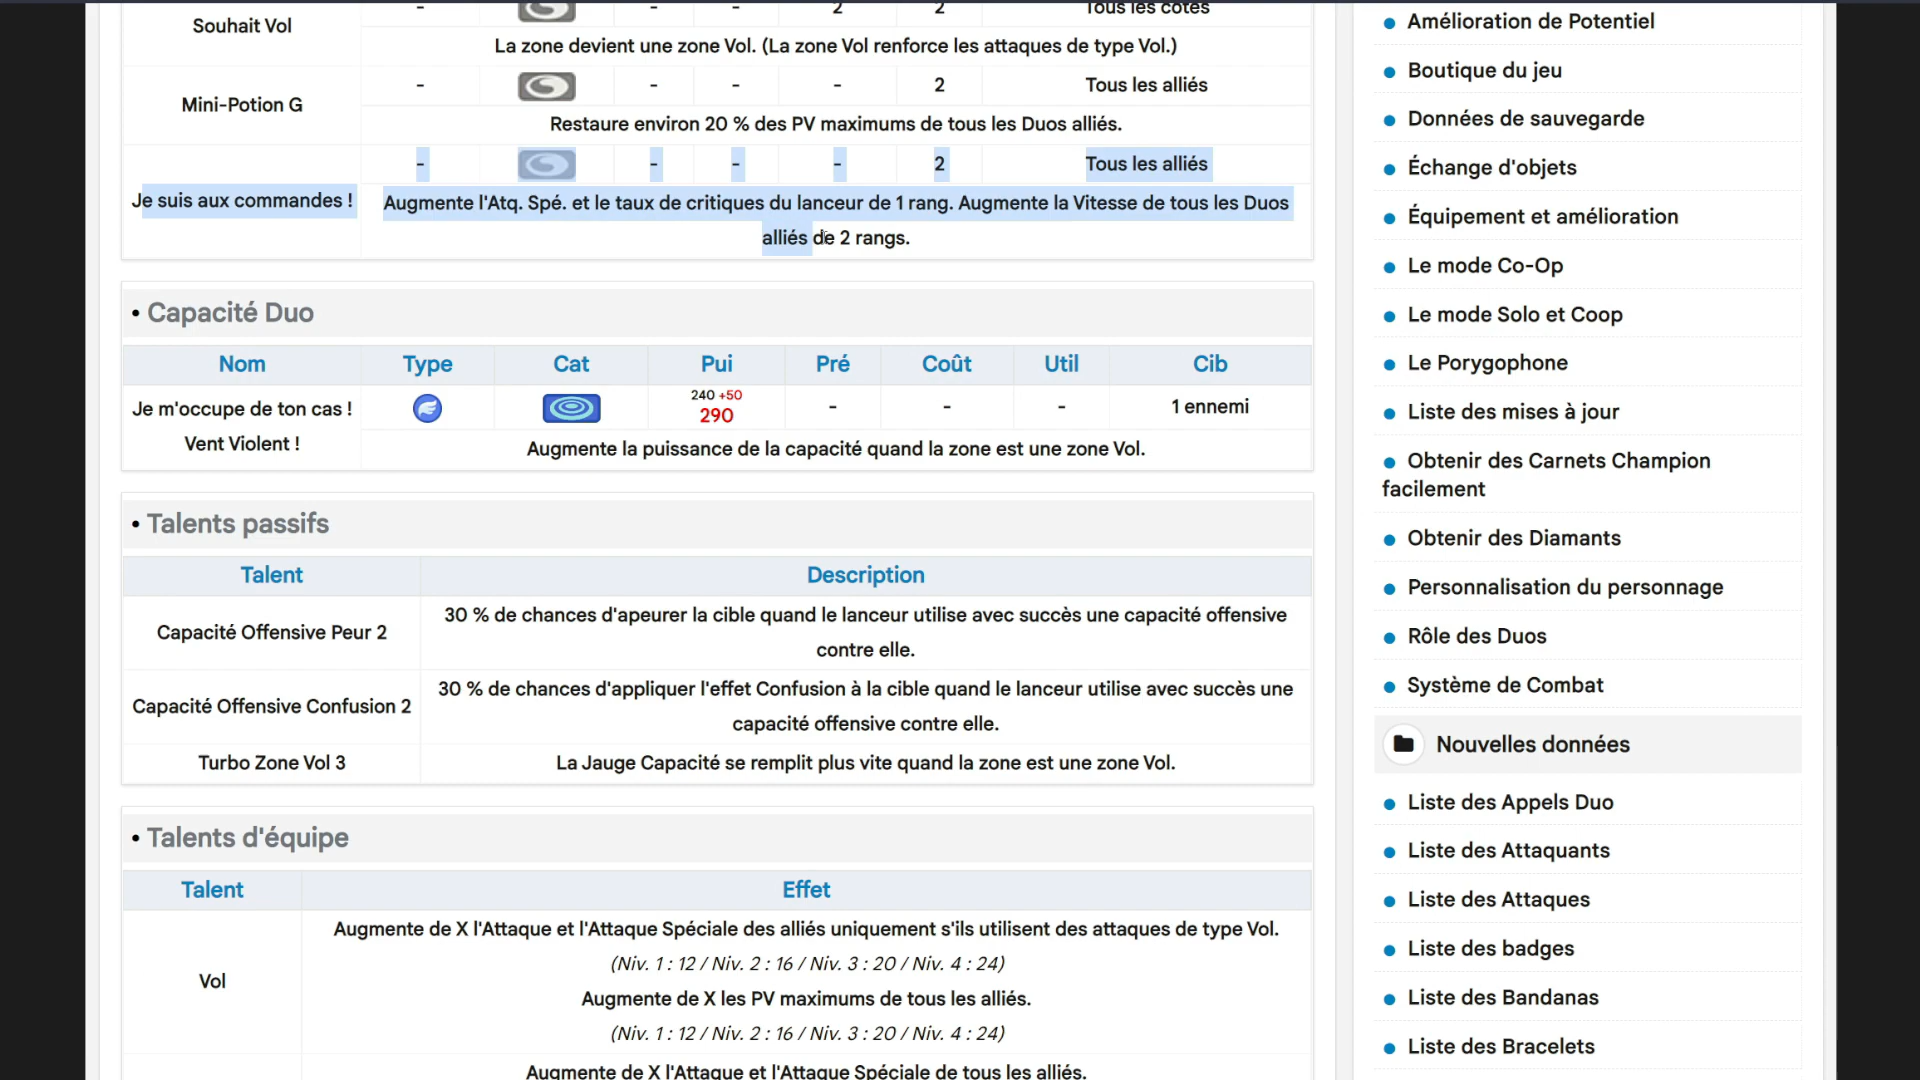 Souhait Vol
- - - 2 2 Tous les côtés
La zone devient une zone Vol. (La zone Vol renforce les attaques de type Vol.)
Mini-Potion G
- - - - 2 Tous les alliés
Restaure environ 20 % des PV maximums de tous les Duos alliés.
Je suis aux commandes !
- - - - 2 Tous les alliés
Augmente l'Atq. Spé. et le taux de critiques du lanceur de 1 rang. Augmente la Vitesse de tous les Duos
alliés de 2 rangs.
• Capacité Duo
Nom Type Cat Pui Pré Coût Util Cib
Je m'occupe de ton cas !
Vent Violent !
240 +50
290
- - - 1 ennemi
Augmente la puissance de la capacité quand la zone est une zone Vol.
• Talents passifs
Talent Description
Capacité Offensive Peur 2
30 % de chances d'apeurer la cible quand le lanceur utilise avec succès une capacité offensive
contre elle.
Capacité Offensive Confusion 2
30 % de chances d'appliquer l'effet Confusion à la cible quand le lanceur utilise avec succès une
capacité offensive contre elle.
Turbo Zone Vol 3
La Jauge Capacité se remplit plus vite quand la zone est une zone Vol.
• Talents d'équipe
Talent Effet
Vol
Augmente de X l'Attaque et l'Attaque Spéciale des alliés uniquement s'ils utilisent des attaques de type Vol.
(Niv. 1 : 12 / Niv. 2 : 16 / Niv. 3 : 20 / Niv. 4 : 24)
Augmente de X les PV maximums de tous les alliés.
(Niv. 1 : 12 / Niv. 2 : 16 / Niv. 3 : 20 / Niv. 4 : 24)
Augmente de X l'Attaque et l'Attaque Spéciale de tous les alliés.
Amélioration de Potentiel
Boutique du jeu
Données de sauvegarde
Échange d'objets
Équipement et amélioration
Le mode Co-Op
Le mode Solo et Coop
Le Porygophone
Liste des mises à jour
Obtenir des Carnets Champion
facilement
Obtenir des Diamants
Personnalisation du personnage
Rôle des Duos
Système de Combat
Nouvelles données
Liste des Appels Duo
Liste des Attaquants
Liste des Attaques
Liste des badges
Liste des Bandanas
Liste des Bracelets